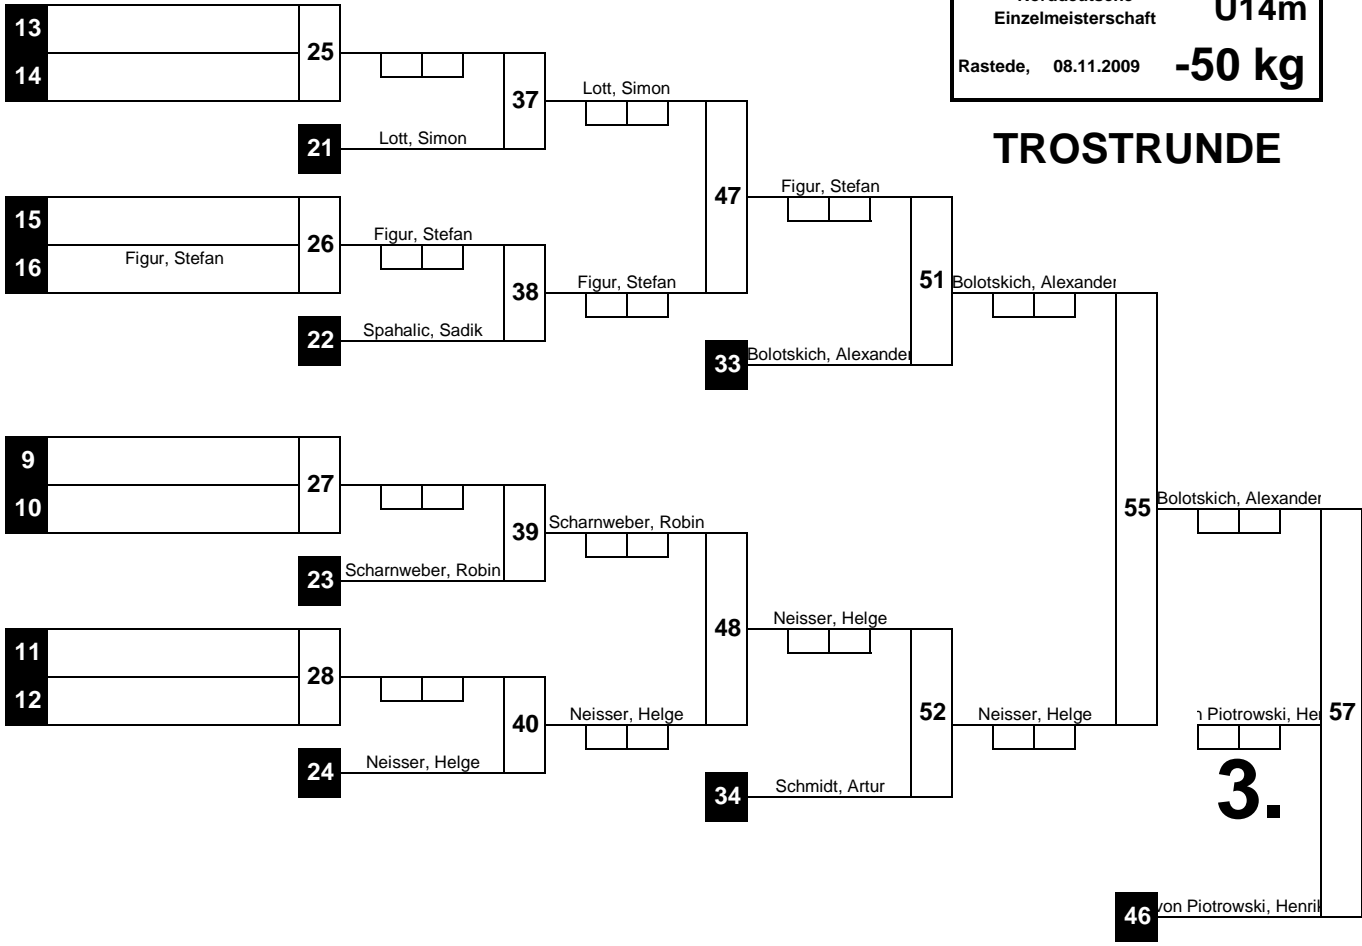 Einzelmeisterschaft
U14m
Rastede, 08.11.2009 -50 kg
TROSTRUNDE
13
14
25
37
Lott, Simon
21
Lott, Simon
47
Figur, Stefan
15
16
Figur, Stefan
26
Figur, Stefan
38
Figur, Stefan
22
Spahalic, Sadik
51
Bolotskich, Alexander
33
Bolotskich, Alexander
9
10
27
39
Scharnweber, Robin
23
Scharnweber, Robin
55
Bolotskich, Alexander
48
Neisser, Helge
11
12
28
40
Neisser, Helge
24
Neisser, Helge
52
Neisser, Helge
34
Schmidt, Artur
Piotrowski, He
57
3.
46
von Piotrowski, Henrik